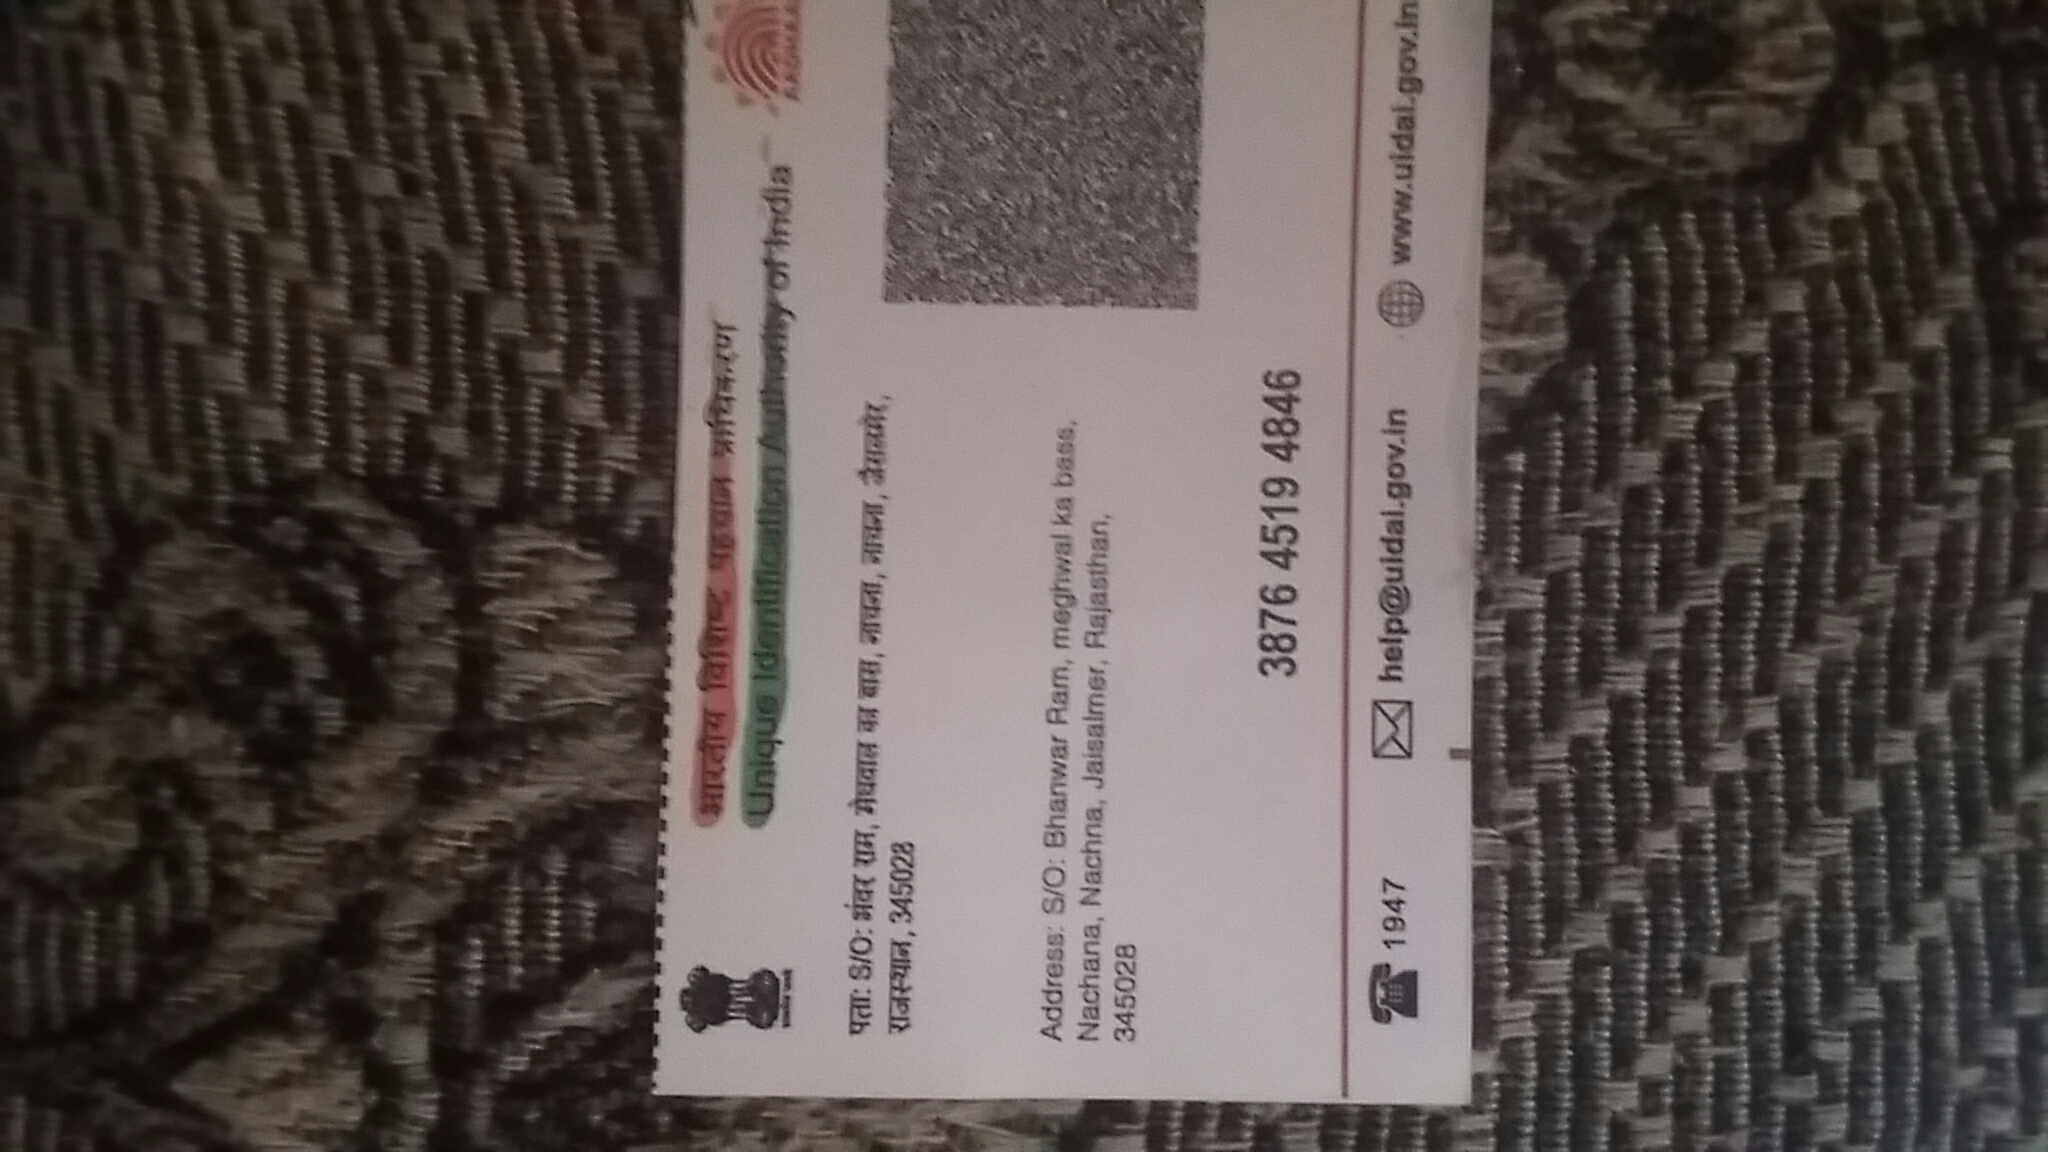 भारतीय विशिष्ट पहचान प्राधिकरण
Unique Identification Authority of India
AADHAAR
पता: S/O: भंवर राम, मेघवाल का बास, नाचना, नाचना, जैसलमेर,
राजस्थान, 345028
Address: S/O: Bhanwar Ram, meghwal ka bass,
Nachana, Nachna, Jaisalmer, Rajasthan,
345028
3876 4519 4846
1947
help@uidai.gov.in
www.uidai.gov.in